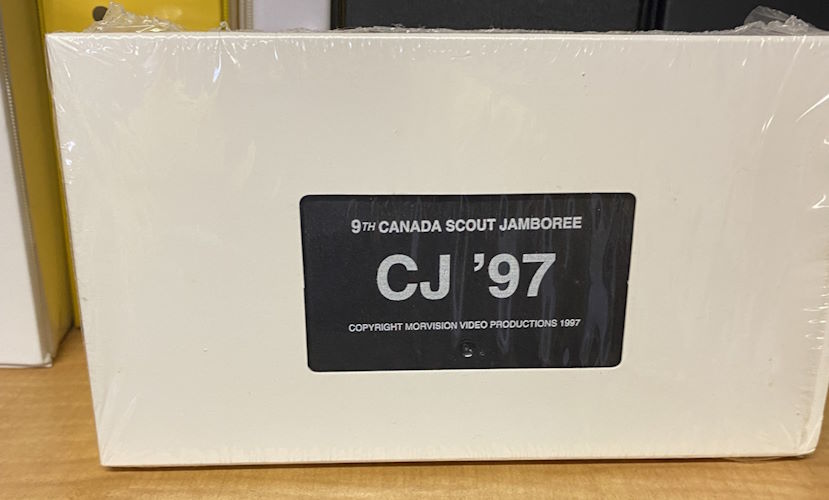 9TH CANADA SCOUT JAMBOREE
CJ '97
COPYRIGHT MORVISION VIDEO PRODUCTIONS 1997